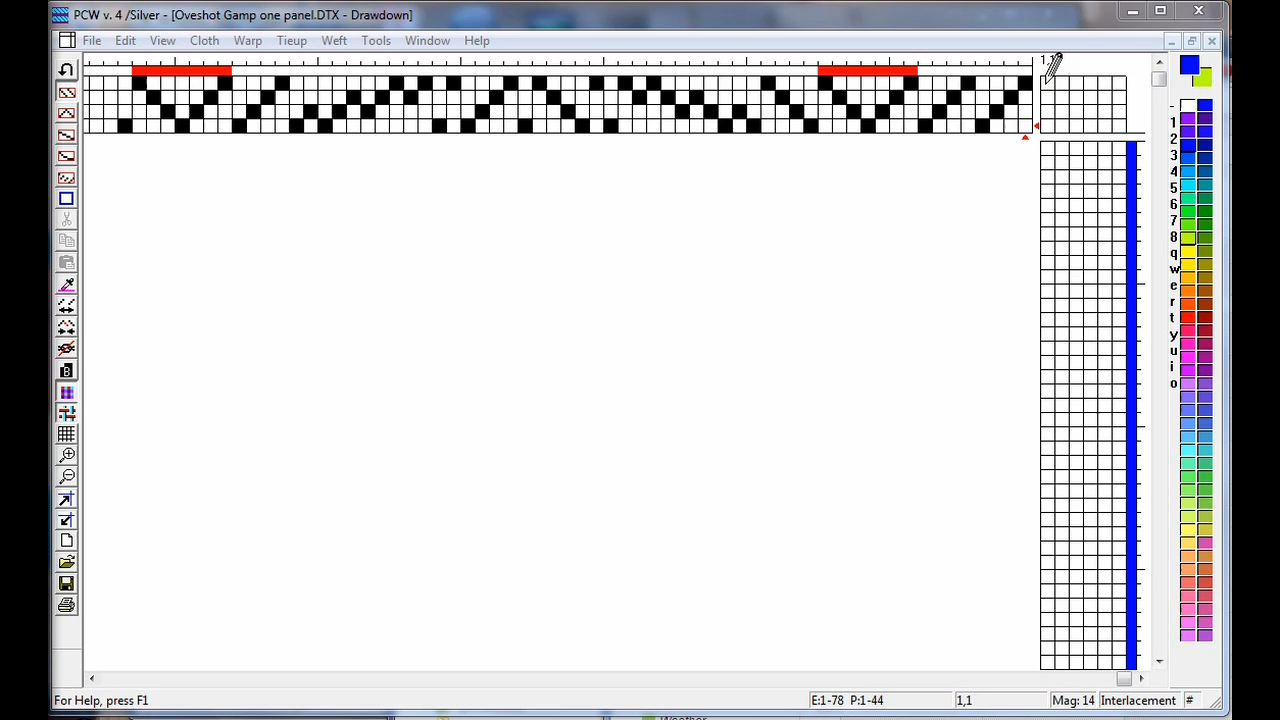 PCW v. 4 /Silver - [Oveshot Gamp one panel.DTX - Drawdown]
File Edit View Cloth Warp Tieup Weft Tools Window Help
-
1
2
3
4
5
6
7
8
q
w
e
r
t
y
u
i
o
B
For Help, press F1
E:1-78 P:1-44
1,1
Mag: 14
Interlacement
#